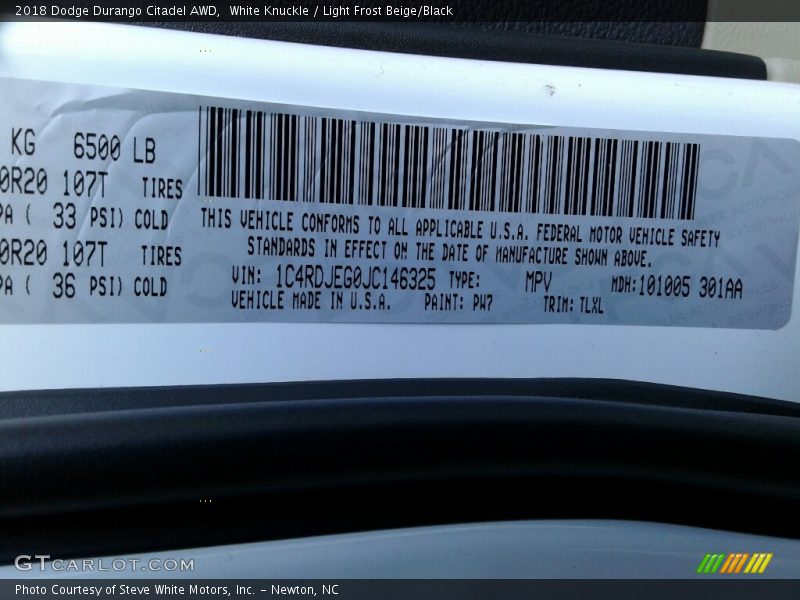 2018 Dodge Durango Citadel AWD,  White Knuckle / Light Frost Beige/Black
KG 6500 LB
0R20 107T TIRES
PA ( 33 PSI) COLD
0R20 107T TIRES
PA ( 36 PSI) COLD
THIS VEHICLE CONFORMS TO ALL APPLICABLE U.S.A. FEDERAL MOTOR VEHICLE SAFETY
STANDARDS IN EFFECT ON THE DATE OF MANUFACTURE SHOWN ABOVE.
VIN: 1C4RDJEG0JC146325 TYPE: MPV MDH:101005 301AA
VEHICLE MADE IN U.S.A. PAINT: PW7 TRIM: TLXL
GTCARLOT.COM
Photo Courtesy of Steve White Motors, Inc. – Newton, NC